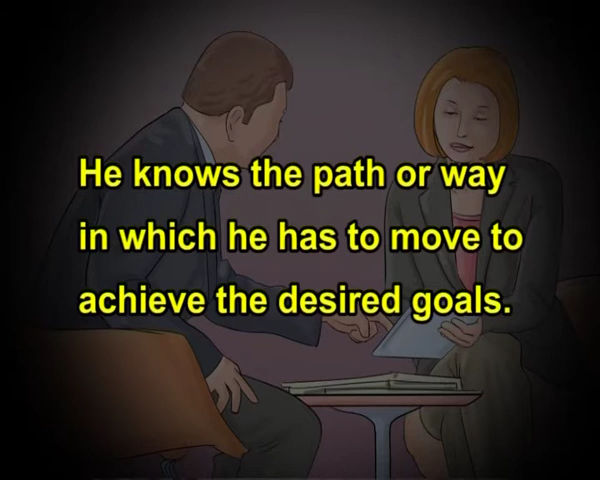 He knows the path or way
in which he has to move to
achieve the desired goals.